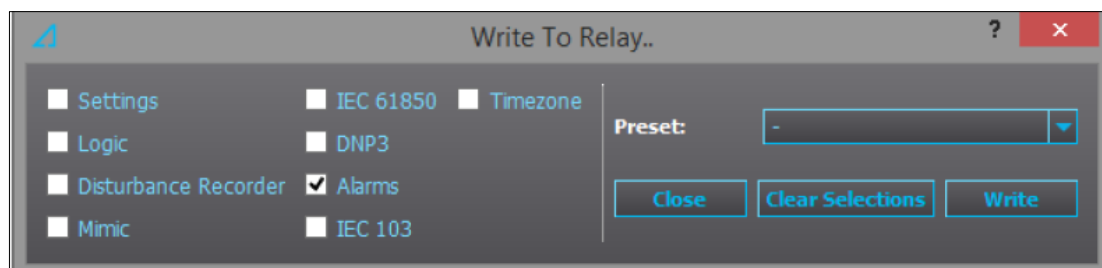 Write To Relay..
?
Settings
IEC 61850
Timezone
Logic
DNP3
Disturbance Recorder
Alarms
Mimic
IEC 103
Preset:
-
Close
Clear Selections
Write